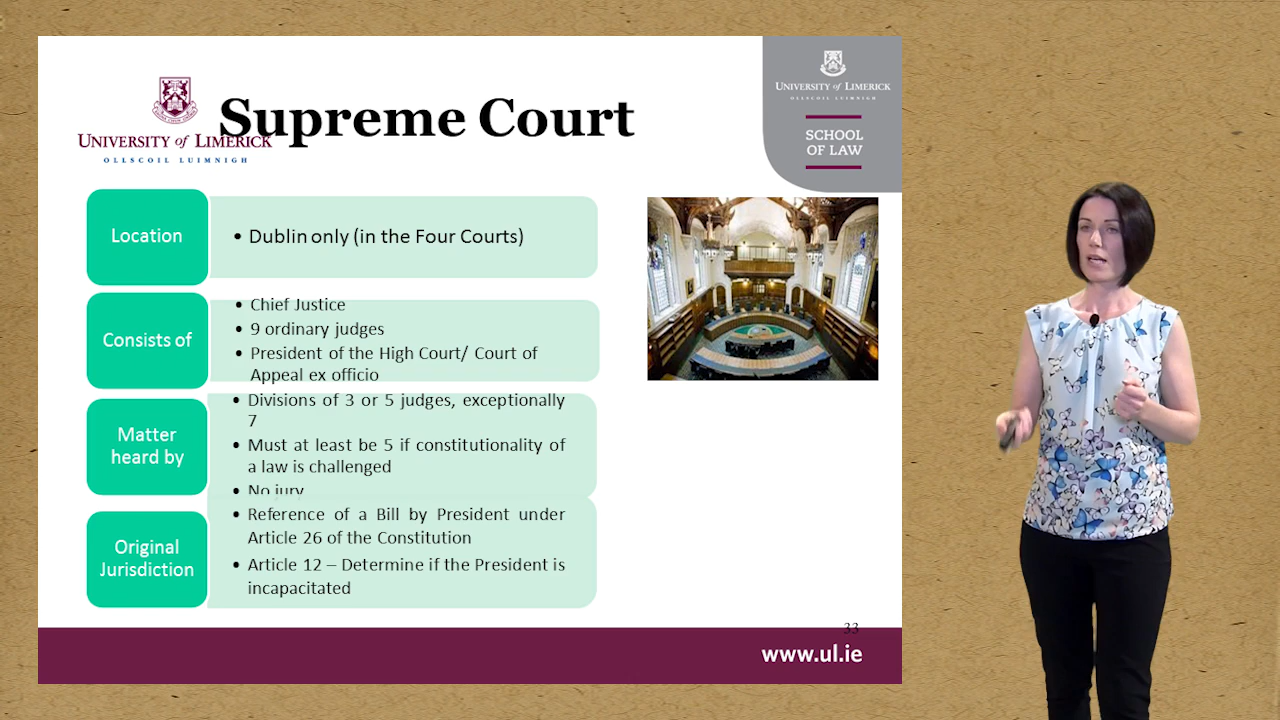 Supreme Court
UNIVERSITY of LIMERICK
OLLSCOIL LUIMNIGH
UNIVERSITY of LIMERICK
OLLSCOIL LUIMNIGH
SCHOOL
OF LAW
Location
• Dublin only (in the Four Courts)
Consists of
• Chief Justice
• 9 ordinary judges
• President of the High Court/ Court of
Appeal ex officio
Matter
heard by
• Divisions of 3 or 5 judges, exceptionally
7
• Must at least be 5 if constitutionality of
a law is challenged
• No jury
Original
Jurisdiction
• Reference of a Bill by President under
Article 26 of the Constitution
• Article 12 – Determine if the President is
incapacitated
33
www.ul.ie